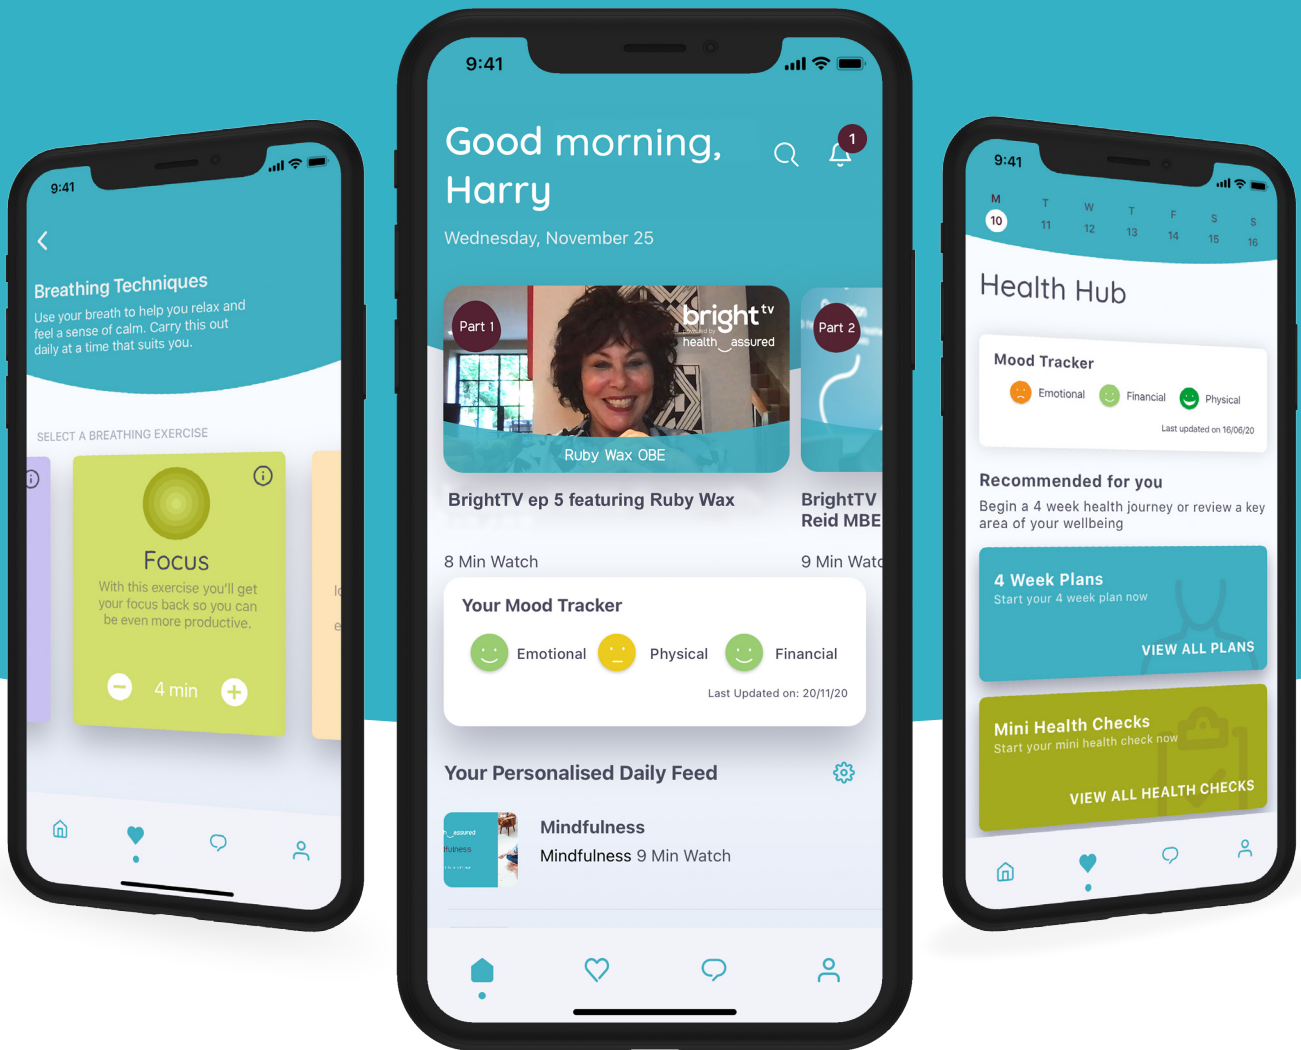 9:41
Breathing Techniques
Use your breath to help you relax and
feel a sense of calm. Carry this out
daily at a time that suits you.
SELECT A BREATHING EXERCISE
Focus
With this exercise you'll get
your focus back so you can
be even more productive.
4 min
9:41
Good morning,
Harry
1
Wednesday, November 25
Part 1
bright tv
powered by
health assured
Ruby Wax OBE
Part 2
BrightTV ep 5 featuring Ruby Wax
BrightTV
Reid MBE
8 Min Watch
9 Min Watc
Your Mood Tracker
Emotional
Physical
Financial
Last Updated on: 20/11/20
Your Personalised Daily Feed
Mindfulness
Mindfulness 9 Min Watch
9:41
M T W T F S S
10 11 12 13 14 15 16
Health Hub
Mood Tracker
Emotional
Financial
Physical
Last updated on 16/06/20
Recommended for you
Begin a 4 week health journey or review a key
area of your wellbeing
4 Week Plans
Start your 4 week plan now
VIEW ALL PLANS
Mini Health Checks
Start your mini health check now
VIEW ALL HEALTH CHECKS